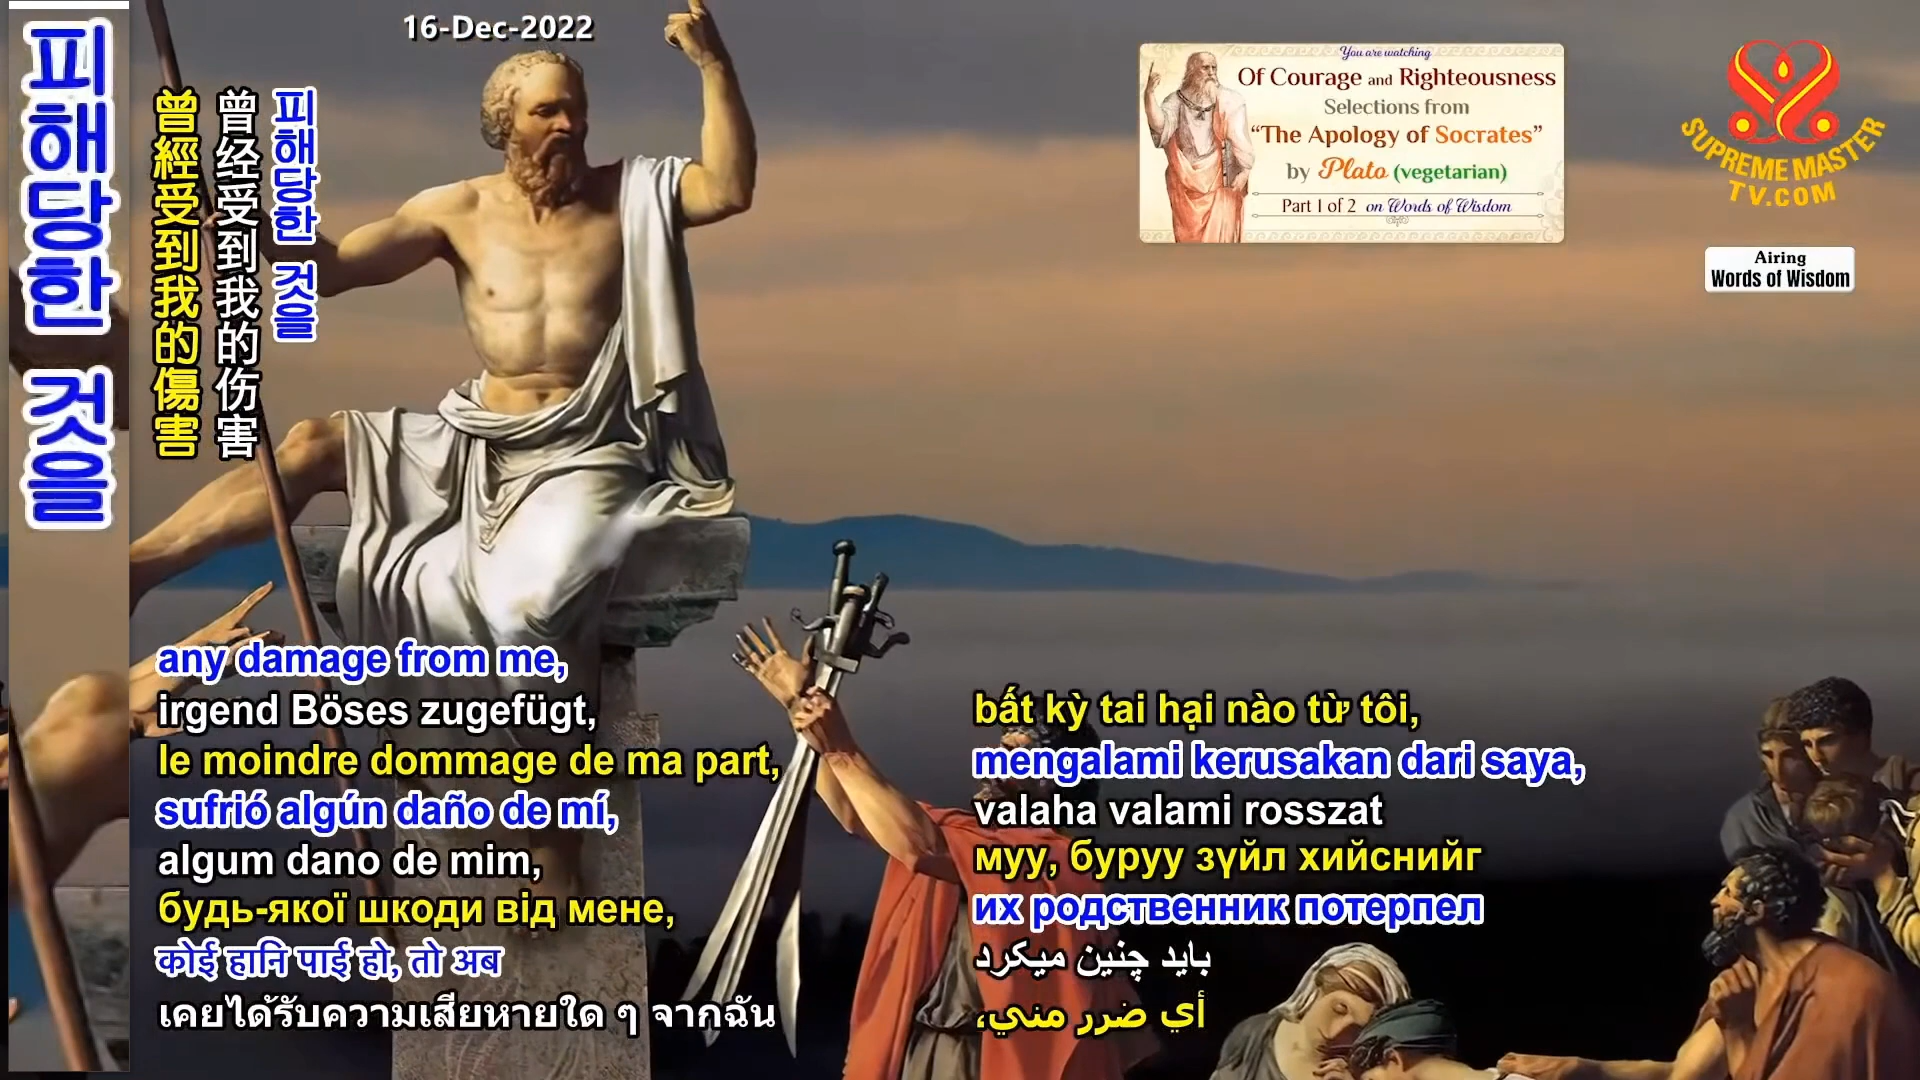 16-Dec-2022
피해당한 것을
曾經受到我的傷害
曾经受到我的伤害
피해당한 것을
You are watching
Of Courage and Righteousness
Selections from
“The Apology of Socrates”
by Plato (vegetarian)
Part 1 of 2 on Words of Wisdom
SUPREME MASTER
TV.COM
Airing
Words of Wisdom
any damage from me,
irgend Böses zugefügt,
le moindre dommage de ma part,
sufrió algún daño de mí,
algum dano de mim,
будь-якої шкоди від мене,
कोई हानि पाई हो, तो अब
เคยได้รับความเสียหายใด ๆ จากฉัน
bất kỳ tai hại nào từ tôi,
mengalami kerusakan dari saya,
valaha valami rosszat
муу, буруу зүйл хийснийг
их родственник потерпел
باید چنین میکرد
أي ضرر مني،